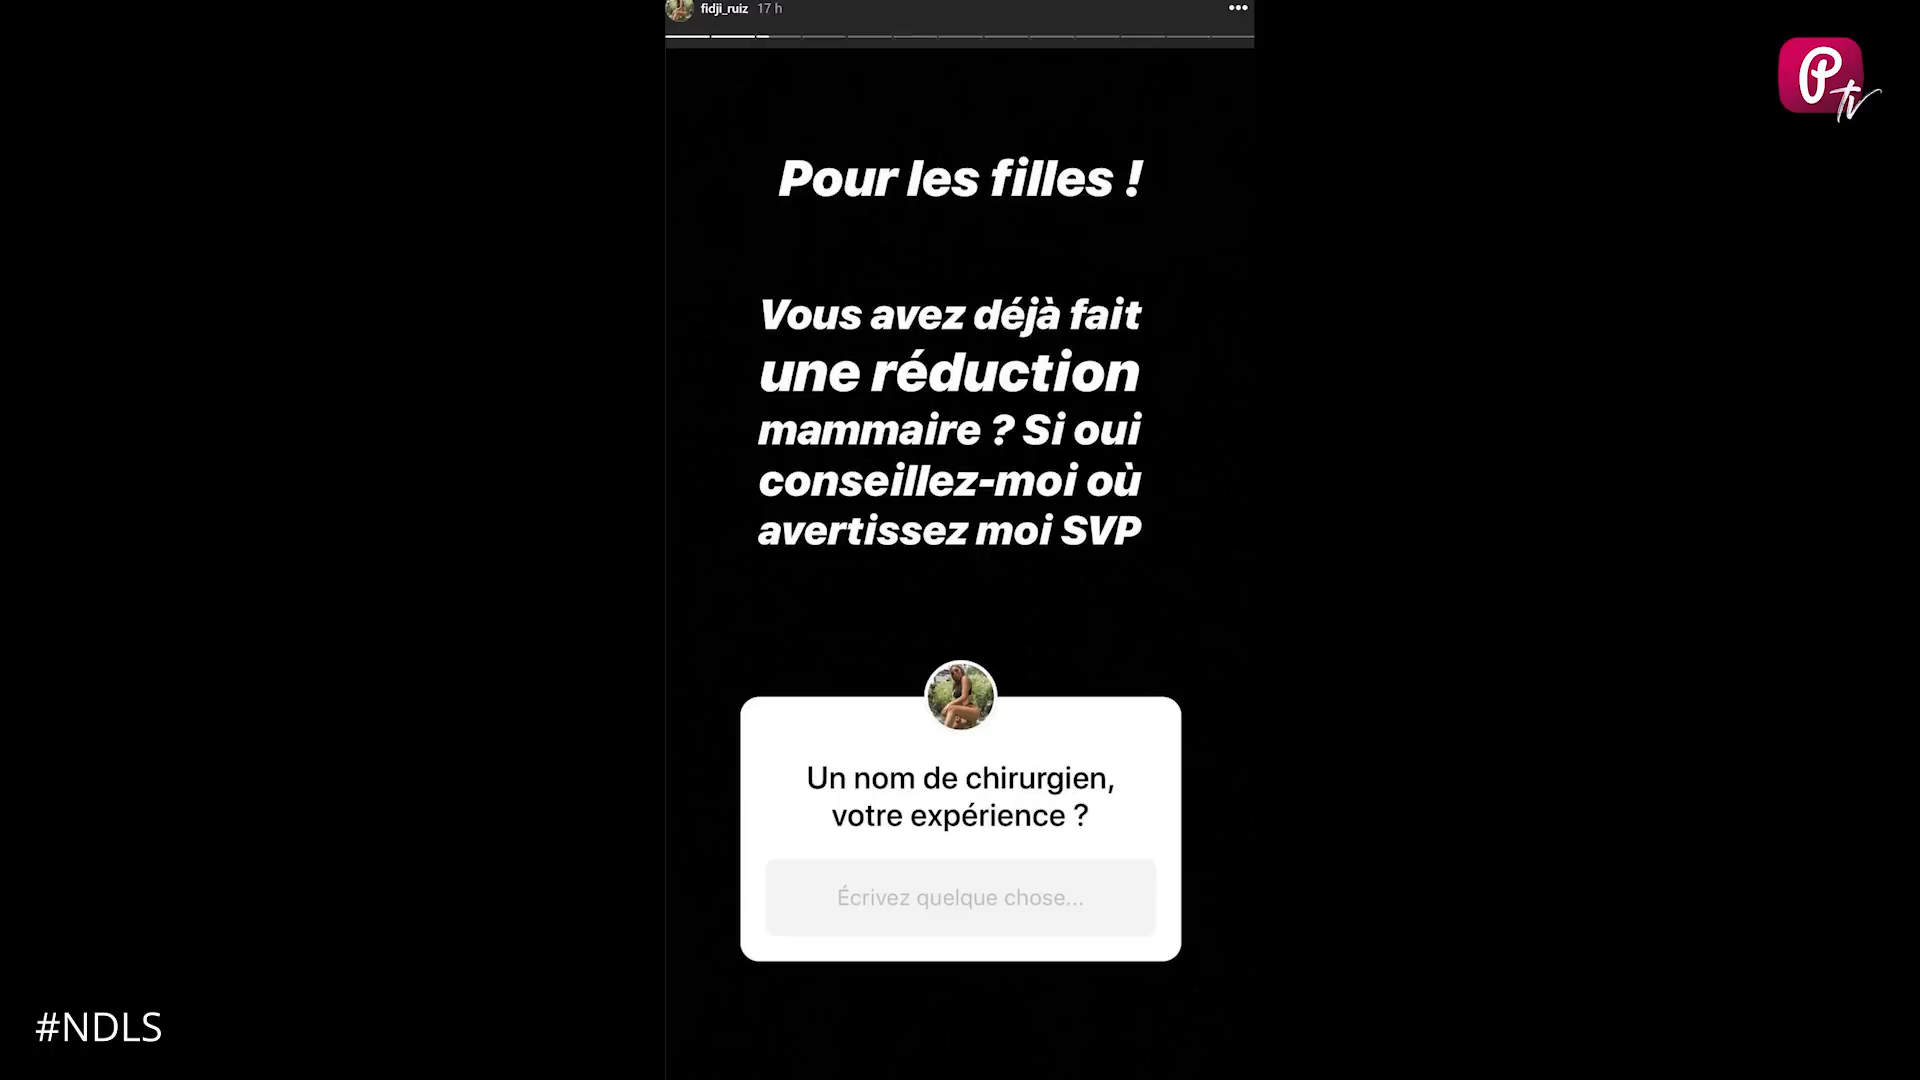 fidji_ruiz 17 h
P tv
Pour les filles !
Vous avez déjà fait
une réduction
mammaire ? Si oui
conseillez-moi où
avertissez moi SVP
Un nom de chirurgien,
votre expérience ?
Écrivez quelque chose...
#NDLS